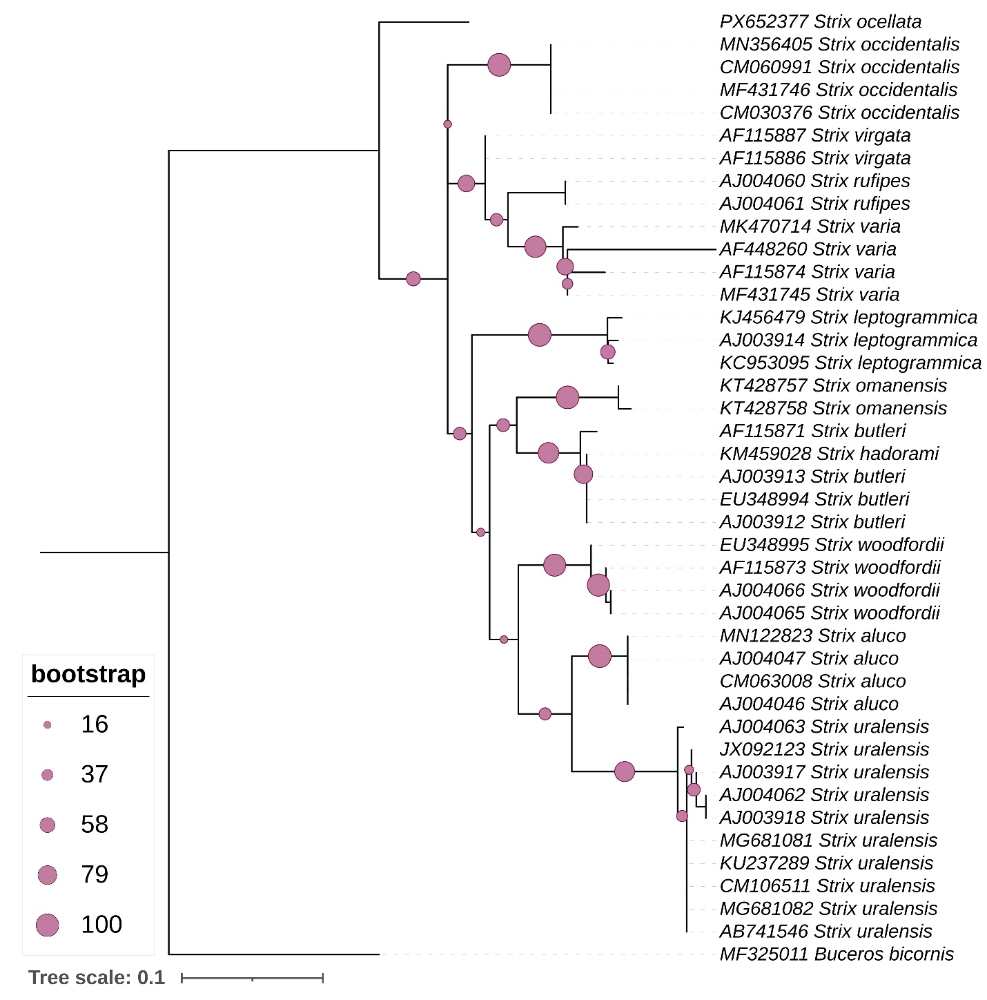 PX652377 Strix ocellata
MN356405 Strix occidentalis
CM060991 Strix occidentalis
MF431746 Strix occidentalis
CM030376 Strix occidentalis
AF115887 Strix virgata
AF115886 Strix virgata
AJ004060 Strix rufipes
AJ004061 Strix rufipes
MK470714 Strix varia
AF448260 Strix varia
AF115874 Strix varia
MF431745 Strix varia
KJ456479 Strix leptogrammica
AJ003914 Strix leptogrammica
KC953095 Strix leptogrammica
KT428757 Strix omanensis
KT428758 Strix omanensis
AF115871 Strix butleri
KM459028 Strix hadorami
AJ003913 Strix butleri
EU348994 Strix butleri
AJ003912 Strix butleri
EU348995 Strix woodfordii
AF115873 Strix woodfordii
AJ004066 Strix woodfordii
AJ004065 Strix woodfordii
MN122823 Strix aluco
AJ004047 Strix aluco
CM063008 Strix aluco
AJ004046 Strix aluco
AJ004063 Strix uralensis
JX092123 Strix uralensis
AJ003917 Strix uralensis
AJ004062 Strix uralensis
AJ003918 Strix uralensis
MG681081 Strix uralensis
KU237289 Strix uralensis
CM106511 Strix uralensis
MG681082 Strix uralensis
AB741546 Strix uralensis
MF325011 Buceros bicornis
bootstrap
16
37
58
79
100
Tree scale: 0.1